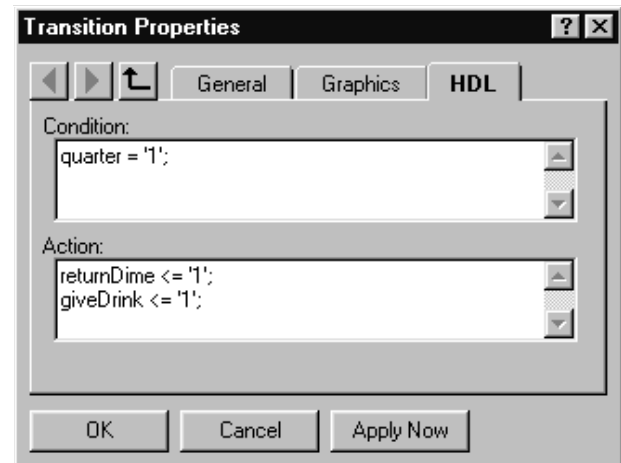 Transition Properties ? X
General Graphics HDL
Condition:
quarter = '1';
Action:
returnDime <= '1';
giveDrink <= '1';
OK Cancel Apply Now